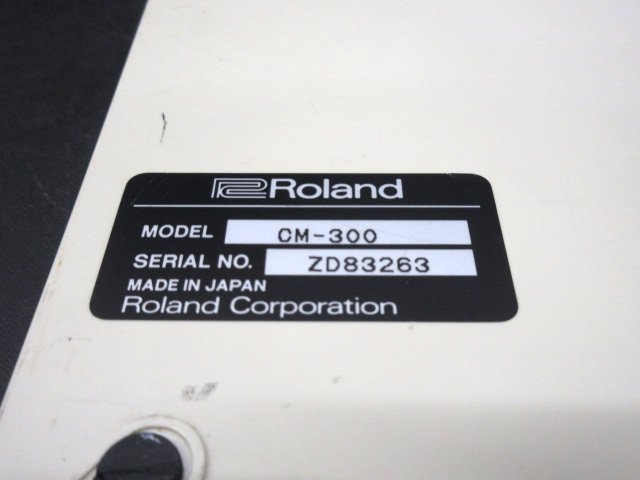 Roland
MODEL CM-300
SERIAL NO. ZD83263
MADE IN JAPAN
Roland Corporation